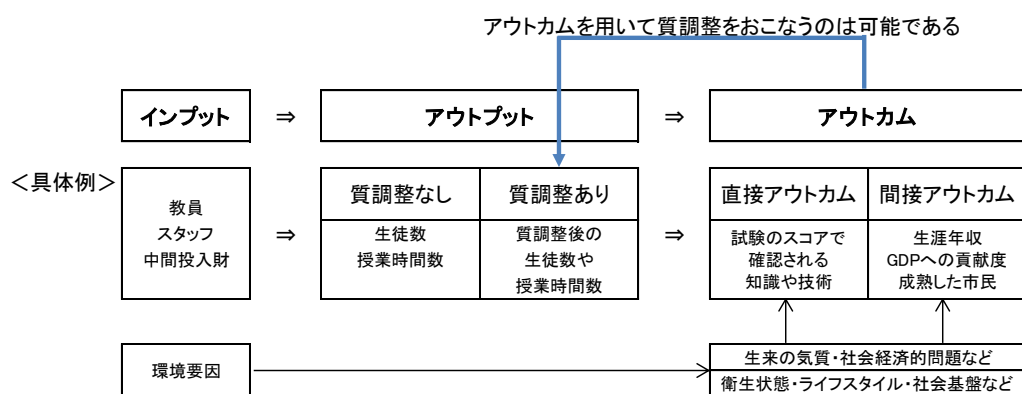 アウトカムを用いて質調整をおこなうのは可能である
インプット ⇒ アウトプット ⇒ アウトカム
＜具体例＞
教員
スタッフ
中間投入財
⇒
質調整なし
生徒数
授業時間数
質調整あり
質調整後の
生徒数や
授業時間数
⇒
直接アウトカム
試験のスコアで
確認される
知識や技術
間接アウトカム
生涯年収
GDPへの貢献度
成熟した市民
環境要因
生来の気質・社会経済的問題など
衛生状態・ライフスタイル・社会基盤など